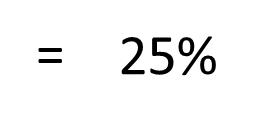 = 25%